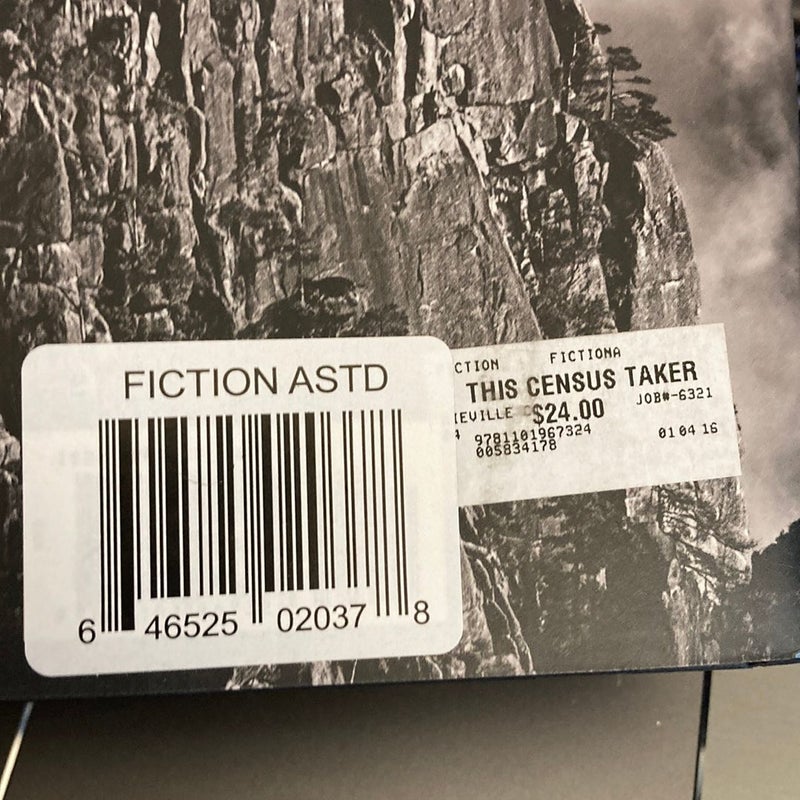 FICTION ASTD
6 46525 02037 8
CTION FICTIONA
THIS CENSUS TAKER
IEVILLE $24.00 JOB#-6321
9781101967324 01 04 16
005834178